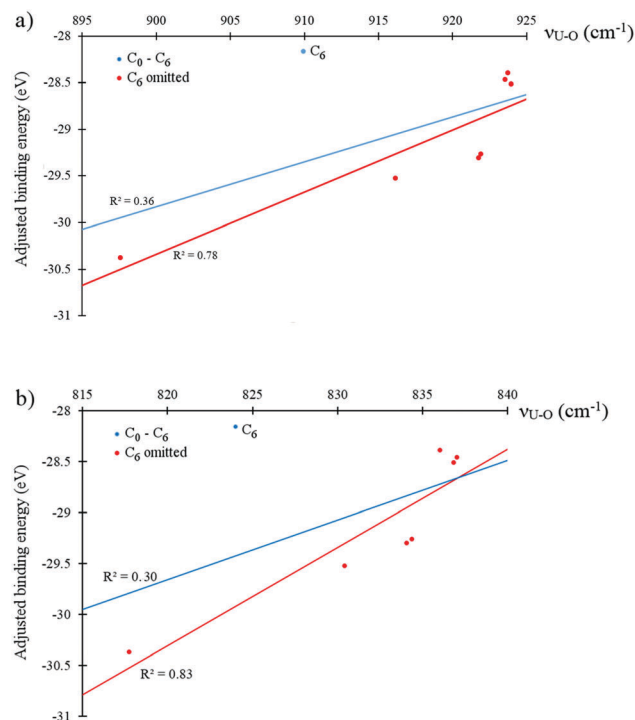 a)
895 900 905 910 915 920 925
ν_U-O (cm⁻¹)
-28
-28.5
-29
-29.5
-30
-30.5
-31
Adjusted binding energy (eV)
C₀ - C₆
C₆ omitted
C₆
R² = 0.36
R² = 0.78
b)
815 820 825 830 835 840
ν_U-O (cm⁻¹)
-28
-28.5
-29
-29.5
-30
-30.5
-31
Adjusted binding energy (eV)
C₀ - C₆
C₆ omitted
C₆
R² = 0.30
R² = 0.83